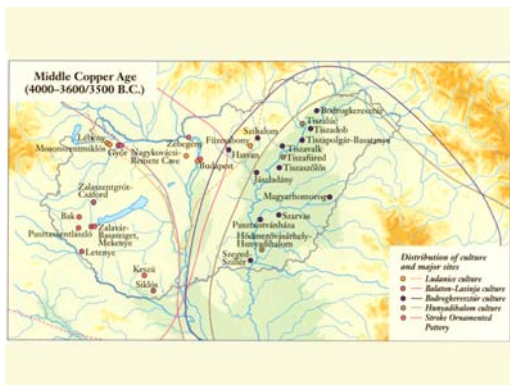 Middle Copper Age
(4000–3600/3500 B.C.)
Bodrogkeresztúr
Tiszalúc
Tiszadob
Tiszapolgár-Basatanya
Szihalom
Füzesabony
Hatvan
Tiszavalk
Tiszafüred
Tiszaszőlős
Jászladány
Zebegény
Lébény
Mosonszentmiklós
Győr
Nagykovácsi-
Remete Cave
Budapest
Magyarhomorog
Zalaszentgrót-
Csáford
Bak
Pusztaszentlászló
Zalavár-
Basasziget,
Mekenye
Letenye
Szarvas
Pusztaistvánháza
Hódmezővásárhely-
Hunyadihalom
Szeged-
Szillér
Keszü
Siklós
Distribution of culture
and major sites
Ludanice culture
Balaton-Lasinja culture
Bodrogkeresztúr culture
Hunyadihalom culture
Stroke Ornamented
Pottery